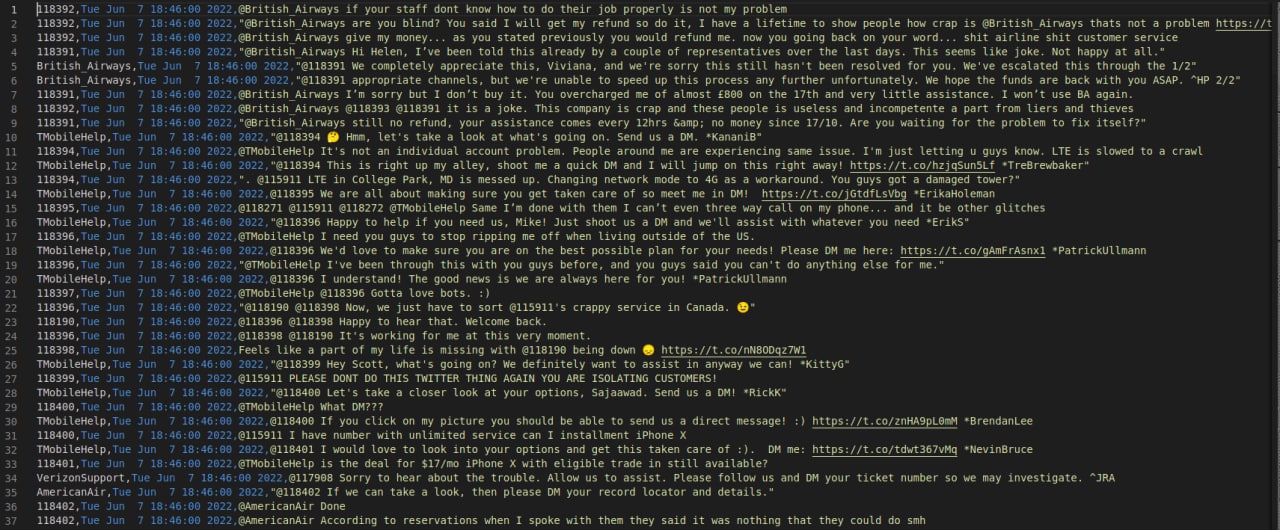 1 118392,Tue Jun  7 18:46:00 2022,@British_Airways if your staff dont know how to do their job properly is not my problem
2 118392,Tue Jun  7 18:46:00 2022,"@British_Airways are you blind? You said I will get my refund so do it, I have a lifetime to show people how crap is @British_Airways thats not a problem https://t
3 118392,Tue Jun  7 18:46:00 2022,@British_Airways give my money... as you stated previously you would refund me. now you going back on your word... shit airline shit customer service
4 118391,Tue Jun  7 18:46:00 2022,"@British_Airways Hi Helen, I’ve been told this already by a couple of representatives over the last days. This seems like joke. Not happy at all."
5 British_Airways,Tue Jun  7 18:46:00 2022,"@118391 We completely appreciate this, Viviana, and we're sorry this still hasn't been resolved for you. We've escalated this through the 1/2"
6 British_Airways,Tue Jun  7 18:46:00 2022,"@118391 appropriate channels, but we're unable to speed up this process any further unfortunately. We hope the funds are back with you ASAP. ^HP 2/2"
7 118391,Tue Jun  7 18:46:00 2022,@British_Airways I’m sorry but I don’t buy it. You overcharged me of almost £800 on the 17th and very little assistance. I won’t use BA again.
8 118392,Tue Jun  7 18:46:00 2022,@British_Airways @118393 @118391 it is a joke. This company is crap and these people is useless and incompetente a part from liers and thieves
9 118391,Tue Jun  7 18:46:00 2022,"@British_Airways still no refund, your assistance comes every 12hrs &amp; no money since 17/10. Are you waiting for the problem to fix itself?"
10 TMobileHelp,Tue Jun  7 18:46:00 2022,"@118394 🤔 Hmm, let's take a look at what's going on. Send us a DM. *KananiB"
11 118394,Tue Jun  7 18:46:00 2022,@TMobileHelp It's not an individual account problem. People around me are experiencing same issue. I'm just letting u guys know. LTE is slowed to a crawl
12 TMobileHelp,Tue Jun  7 18:46:00 2022,"@118394 This is right up my alley, shoot me a quick DM and I will jump on this right away! https://t.co/hzjgSun5Lf *TreBrewbaker"
13 118394,Tue Jun  7 18:46:00 2022,". @115911 LTE in College Park, MD is messed up. Changing network mode to 4G as a workaround. You guys got a damaged tower?"
14 TMobileHelp,Tue Jun  7 18:46:00 2022,@118395 We are all about making sure you get taken care of so meet me in DM!  https://t.co/jGtdfLsVbg *ErikaHoleman
15 118395,Tue Jun  7 18:46:00 2022,@118271 @115911 @118272 @TMobileHelp Same I’m done with them I can’t even three way call on my phone... and it be other glitches
16 TMobileHelp,Tue Jun  7 18:46:00 2022,"@118396 Happy to help if you need us, Mike! Just shoot us a DM and we'll assist with whatever you need *ErikS"
17 118396,Tue Jun  7 18:46:00 2022,@TMobileHelp I need you guys to stop ripping me off when living outside of the US.
18 TMobileHelp,Tue Jun  7 18:46:00 2022,@118396 We'd love to make sure you are on the best possible plan for your needs! Please DM me here: https://t.co/gAmFrAsnx1 *PatrickUllmann
19 118396,Tue Jun  7 18:46:00 2022,"@TMobileHelp I've been through this with you guys before, and you guys said you can't do anything else for me."
20 TMobileHelp,Tue Jun  7 18:46:00 2022,@118396 I understand! The good news is we are always here for you! *PatrickUllmann
21 118397,Tue Jun  7 18:46:00 2022,@TMobileHelp @118396 Gotta love bots. :)
22 118396,Tue Jun  7 18:46:00 2022,"@118190 @118398 Now, we just have to sort @115911's crappy service in Canada. 😉"
23 118190,Tue Jun  7 18:46:00 2022,@118396 @118398 Happy to hear that. Welcome back.
24 118396,Tue Jun  7 18:46:00 2022,@118398 @118190 It's working for me at this very moment.
25 118398,Tue Jun  7 18:46:00 2022,Feels like a part of my life is missing with @118190 being down 😞 https://t.co/nN8ODqz7W1
26 TMobileHelp,Tue Jun  7 18:46:00 2022,"@118399 Hey Scott, what's going on? We definitely want to assist in anyway we can! *KittyG"
27 118399,Tue Jun  7 18:46:00 2022,@115911 PLEASE DONT DO THIS TWITTER THING AGAIN YOU ARE ISOLATING CUSTOMERS!
28 TMobileHelp,Tue Jun  7 18:46:00 2022,"@118400 Let's take a closer look at your options, Sajaawad. Send us a DM! *RickK"
29 118400,Tue Jun  7 18:46:00 2022,@TMobileHelp What DM???
30 TMobileHelp,Tue Jun  7 18:46:00 2022,@118400 If you click on my picture you should be able to send us a direct message! :) https://t.co/znHA9pL0mM *BrendanLee
31 118400,Tue Jun  7 18:46:00 2022,@115911 I have number with unlimited service can I installment iPhone X
32 TMobileHelp,Tue Jun  7 18:46:00 2022,@118401 I would love to look into your options and get this taken care of :).  DM me: https://t.co/tdwt367vMq *NevinBruce
33 118401,Tue Jun  7 18:46:00 2022,@TMobileHelp is the deal for $17/mo iPhone X with eligible trade in still available?
34 VerizonSupport,Tue Jun  7 18:46:00 2022,@117908 Sorry to hear about the trouble. Allow us to assist. Please follow us and DM your ticket number so we may investigate. ^JRA
35 AmericanAir,Tue Jun  7 18:46:00 2022,"@118402 If we can take a look, then please DM your record locator and details."
36 118402,Tue Jun  7 18:46:00 2022,@AmericanAir Done
37 118402,Tue Jun  7 18:46:00 2022,@AmericanAir According to reservations when I spoke with them they said it was nothing that they could do smh